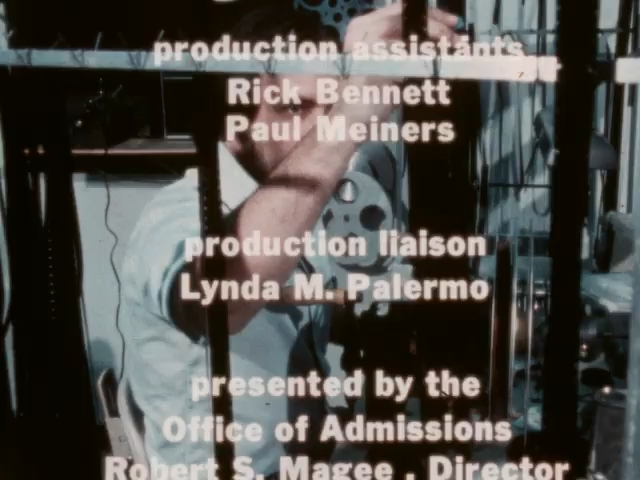 production assistants
Rick Bennett
Paul Meiners
production liaison
Lynda M. Palermo
presented by the
Office of Admissions
Robert S. Magee , Director